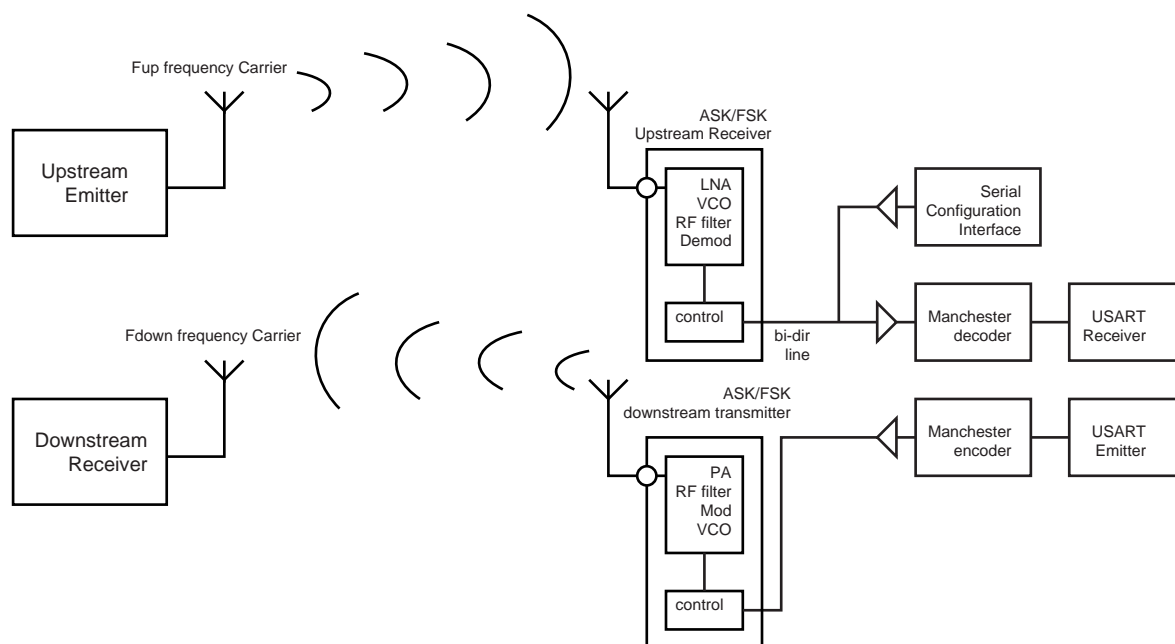 Fup frequency Carrier
Upstream
Emitter
ASK/FSK
Upstream Receiver
LNA
VCO
RF filter
Demod
control
bi-dir
line
Serial
Configuration
Interface
Manchester
decoder
USART
Receiver
Fdown frequency Carrier
Downstream
Receiver
ASK/FSK
downstream transmitter
PA
RF filter
Mod
VCO
control
Manchester
encoder
USART
Emitter